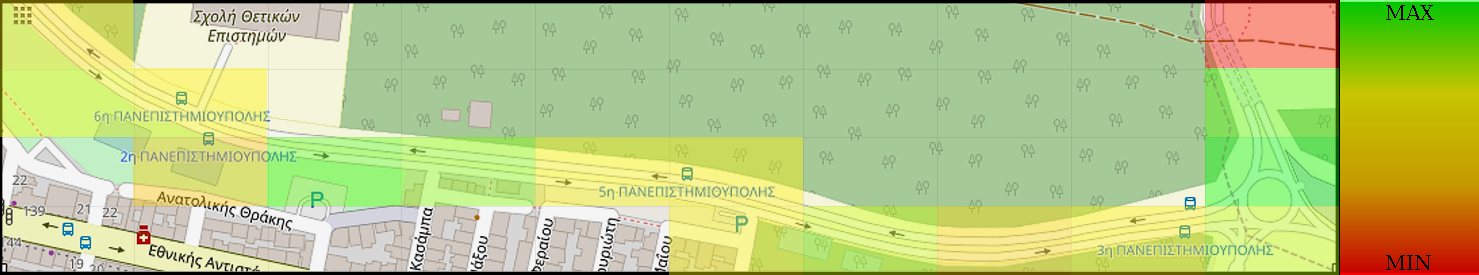 Σχολή Θετικών
Επιστημών
MAX
6η ΠΑΝΕΠΙΣΤΗΜΙΟΥΠΟΛΗΣ
2η ΠΑΝΕΠΙΣΤΗΜΙΟΥΠΟΛΗΣ
22
5η ΠΑΝΕΠΙΣΤΗΜΙΟΥΠΟΛΗΣ
P
Ανατολικής Θράκης
139
21
22
P
Κασάμπα
44
Εθνικής Αντιστά
3η ΠΑΝΕΠΙΣΤΗΜΙΟΥΠΟΛΗΣ
19
20
MIN